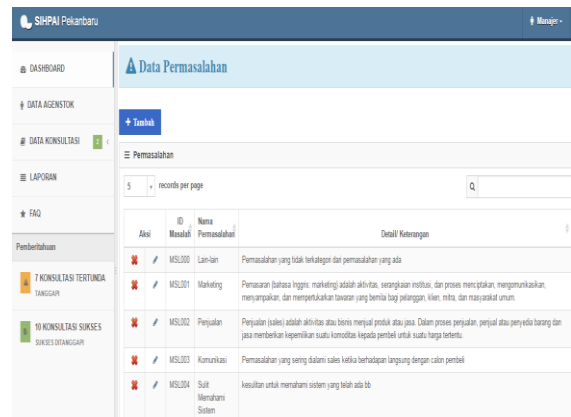 SIHPAI Pekanbaru
Manajer
DASHBOARD
DATA AGENSTOK
DATA KONSULTASI 2
LAPORAN
FAQ
Pemberitahuan
7 KONSULTASI TERTUNDA
TANGGAPI
10 KONSULTASI SUKSES
SUKSES DITANGGAPI
Data Permasalahan
+ Tambah
Permasalahan
5 records per page
Aksi
ID Masalah
Nama Permasalahan
Detail/ Keterangan
MSL000 Lain-lain Permasalahan yang tidak terkategori dari permasalahan yang ada
MSL001 Marketing Pemasaran (bahasa Inggris: marketing) adalah aktivitas, serangkaian institusi, dan proses menciptakan, mengomunikasikan,
menyampaikan, dan mempertukarkan tawaran yang bernilai bagi pelanggan, klien, mitra, dan masyarakat umum.
MSL002 Penjualan Penjualan (sales) adalah aktivitas atau bisnis menjual produk atau jasa. Dalam proses penjualan, penjual atau penyedia barang dan
jasa memberikan kepemilikan suatu komoditas kepada pembeli untuk suatu harga tertentu.
MSL003 Komunikasi Permasalahan yang sering dialami sales ketika berhadapan langsung dengan calon pembeli
MSL004 Sulit kesulitan untuk memahami sistem yang telah ada bb
Memahami
Sistem